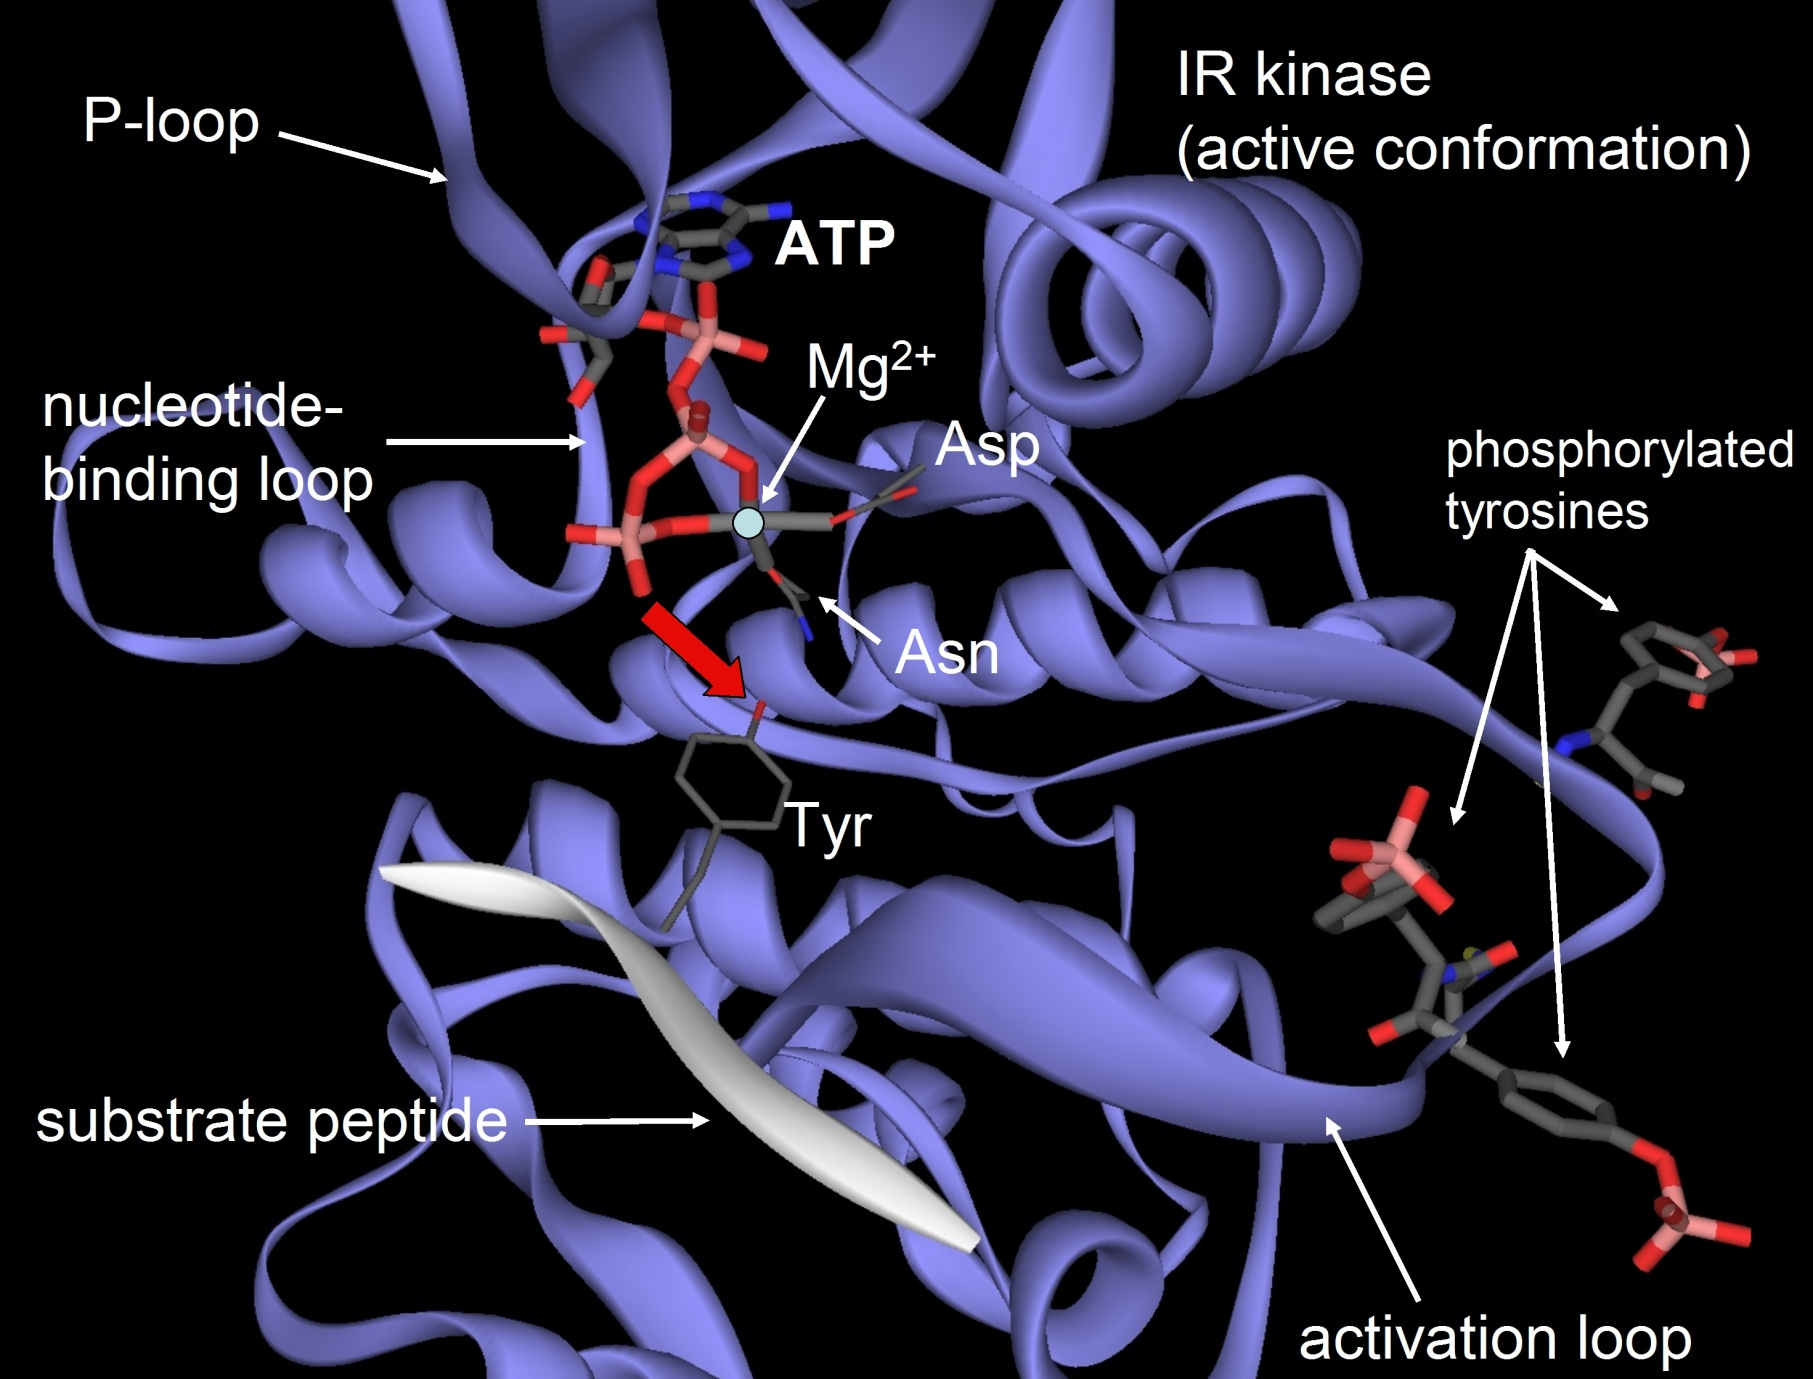 IR kinase
(active conformation)
P-loop
ATP
Mg²⁺
nucleotide-
binding loop
Asp
phosphorylated
tyrosines
Asn
Tyr
substrate peptide
activation loop